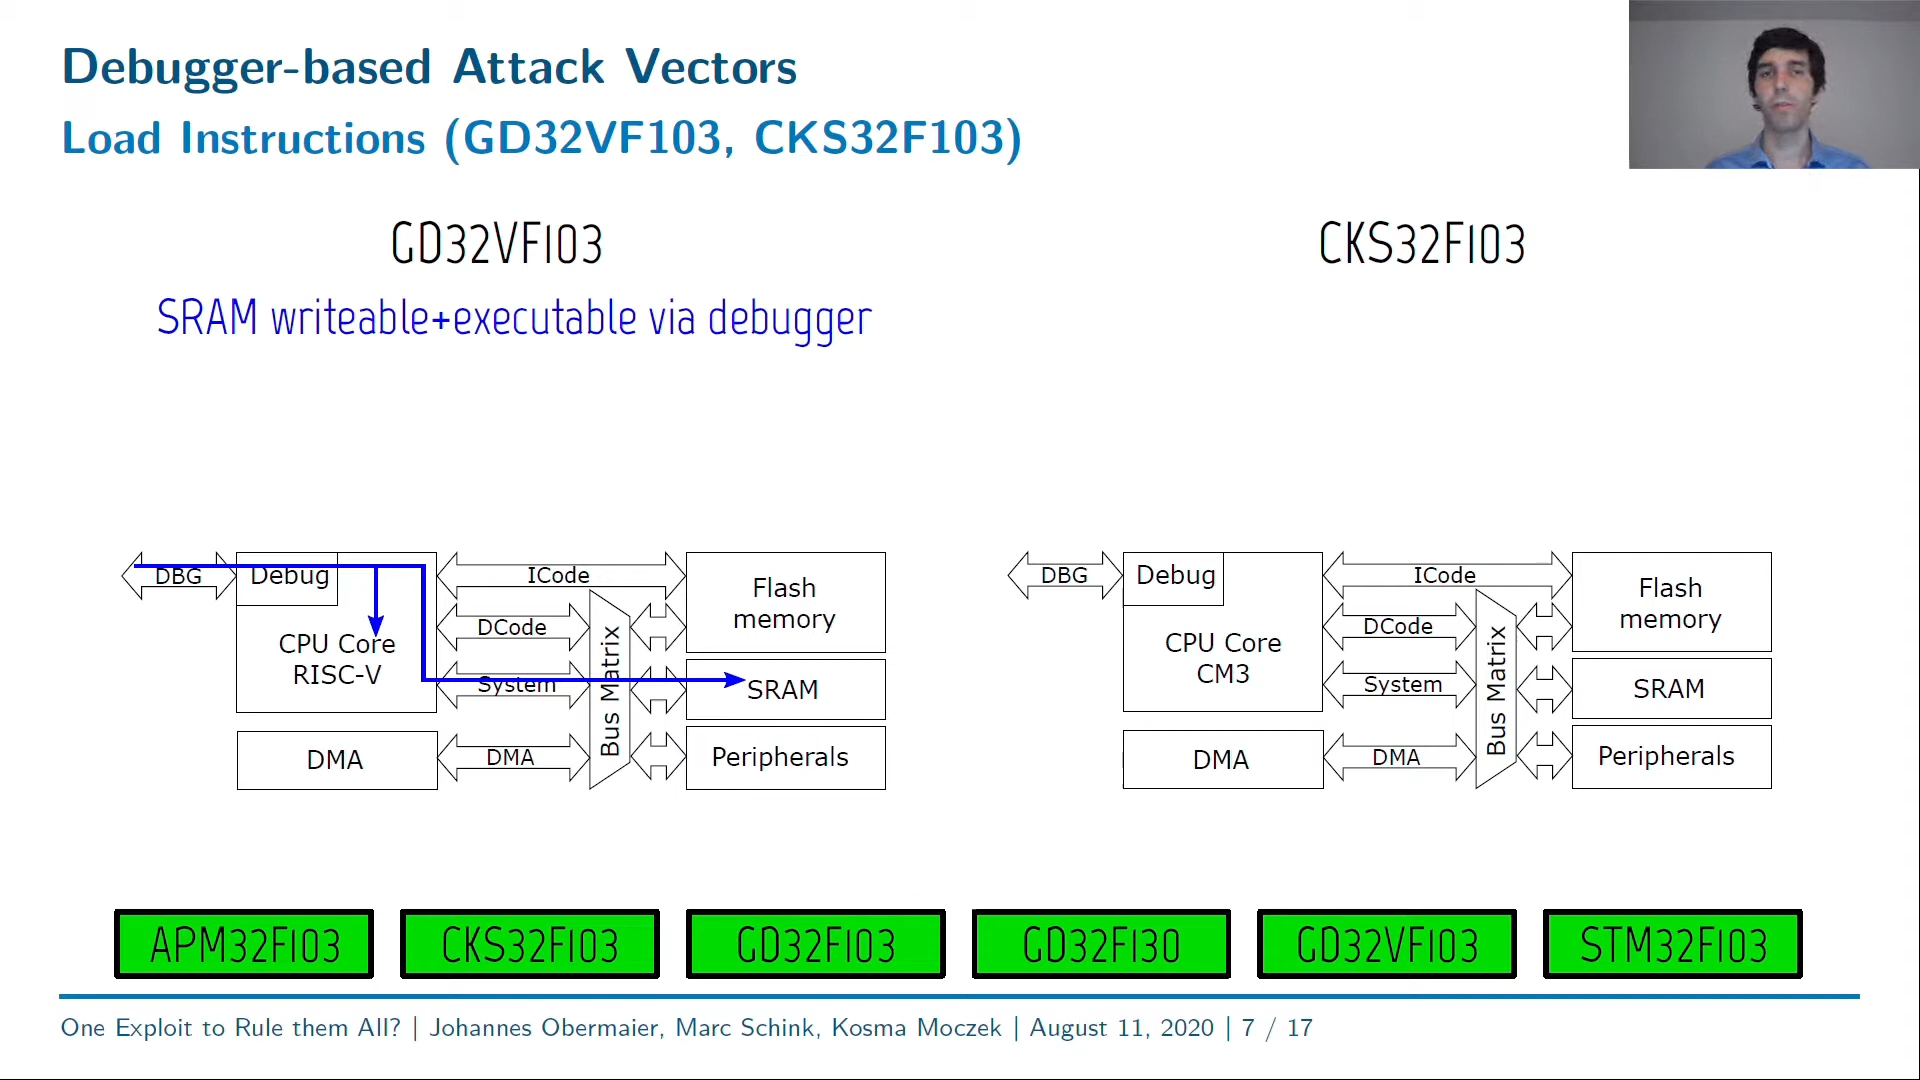 Debugger-based Attack Vectors
Load Instructions (GD32VF103, CKS32F103)
GD32VF103
SRAM writeable+executable via debugger
DBG
Debug
CPU Core
RISC-V
DMA
ICode
DCode
System
DMA
Bus Matrix
Flash
memory
SRAM
Peripherals
CKS32F103
DBG
Debug
CPU Core
CM3
DMA
ICode
DCode
System
DMA
Bus Matrix
Flash
memory
SRAM
Peripherals
APM32F103
CKS32F103
GD32F103
GD32F130
GD32VF103
STM32F103
One Exploit to Rule them All? | Johannes Obermaier, Marc Schink, Kosma Moczek | August 11, 2020 | 7 / 17